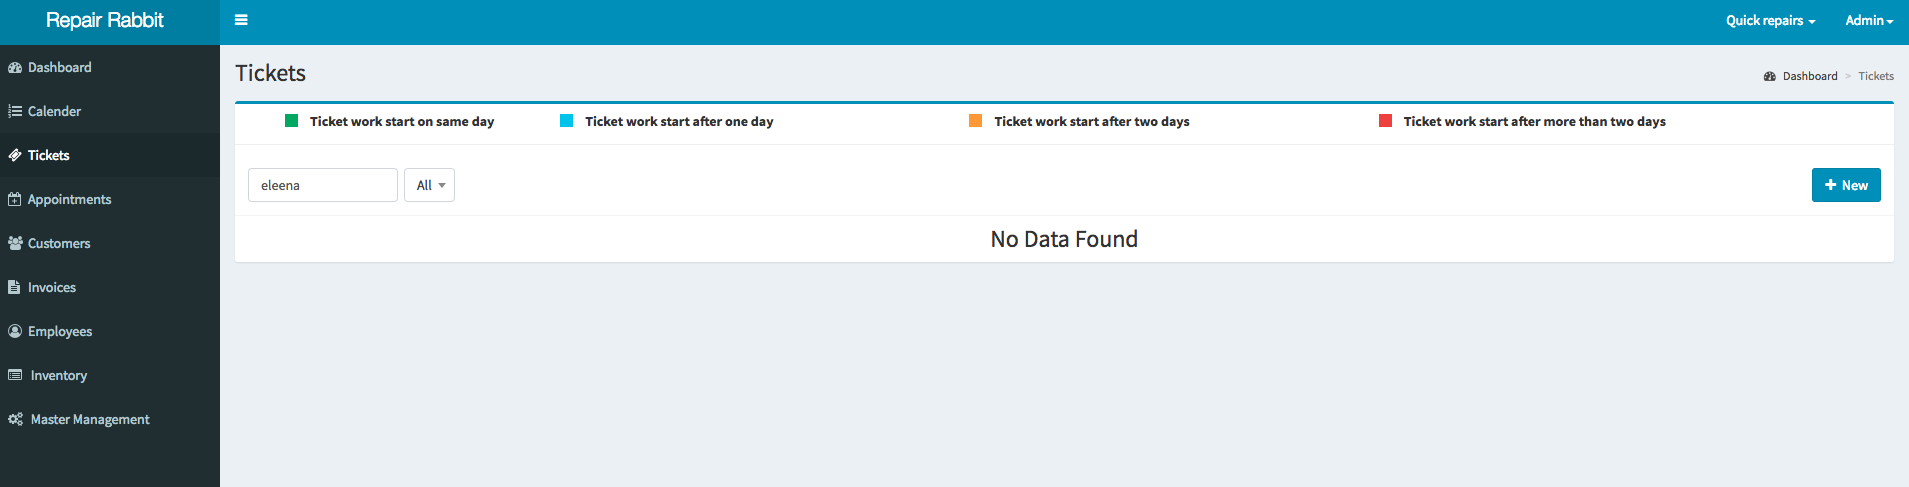 Repair Rabbit
Quick repairs
Admin
Dashboard
Calender
Tickets
Appointments
Customers
Invoices
Employees
Inventory
Master Management
Tickets
Dashboard > Tickets
Ticket work start on same day
Ticket work start after one day
Ticket work start after two days
Ticket work start after more than two days
eleena
All
+ New
No Data Found